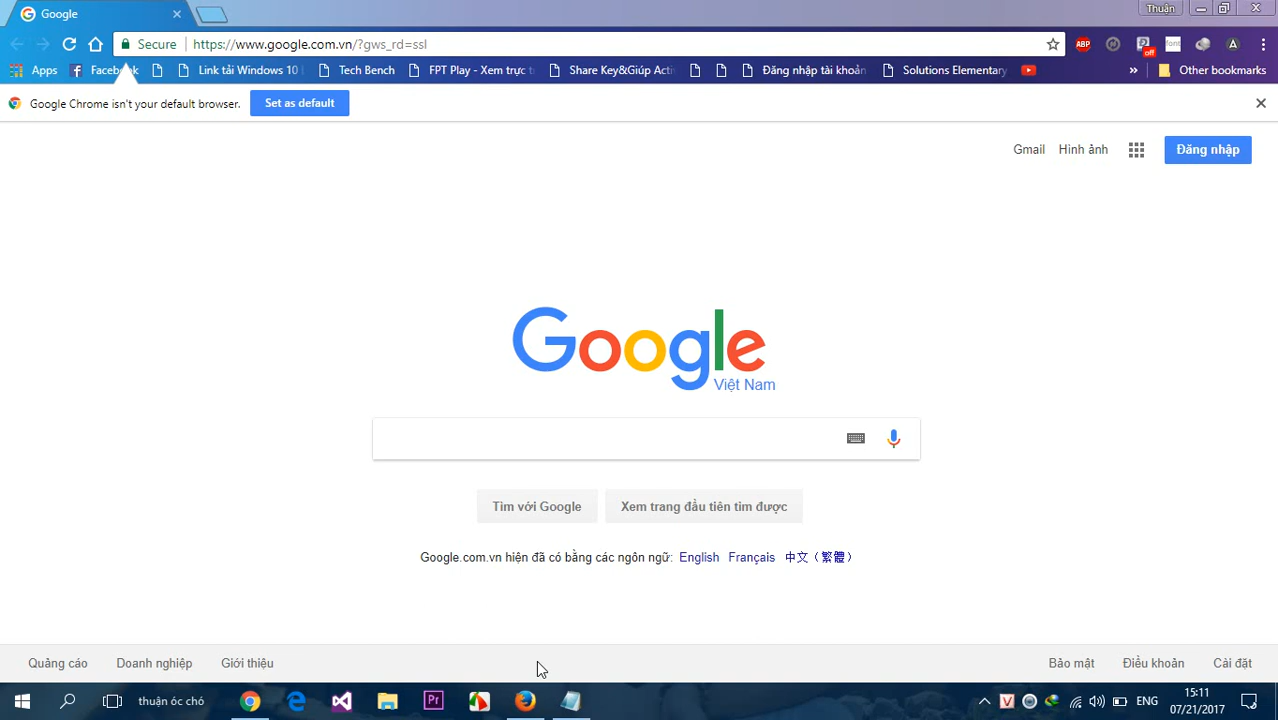 Google
Thuận
Secure https://www.google.com.vn/?gws_rd=ssl
ABP off font A
Apps Facebook Link tải Windows 10 Tech Bench FPT Play - Xem trực t Share Key&Giúp Acti Đăng nhập tài khoản Solutions Elementary » Other bookmarks
Google Chrome isn't your default browser. Set as default
Gmail Hình ảnh Đăng nhập
Google
Việt Nam
Tìm với Google Xem trang đầu tiên tìm được
Google.com.vn hiện đã có bằng các ngôn ngữ: English Français 中文（繁體）
Quảng cáo Doanh nghiệp Giới thiệu Bảo mật Điều khoản Cài đặt
thuận óc chó Pr V ENG 15:11
07/21/2017